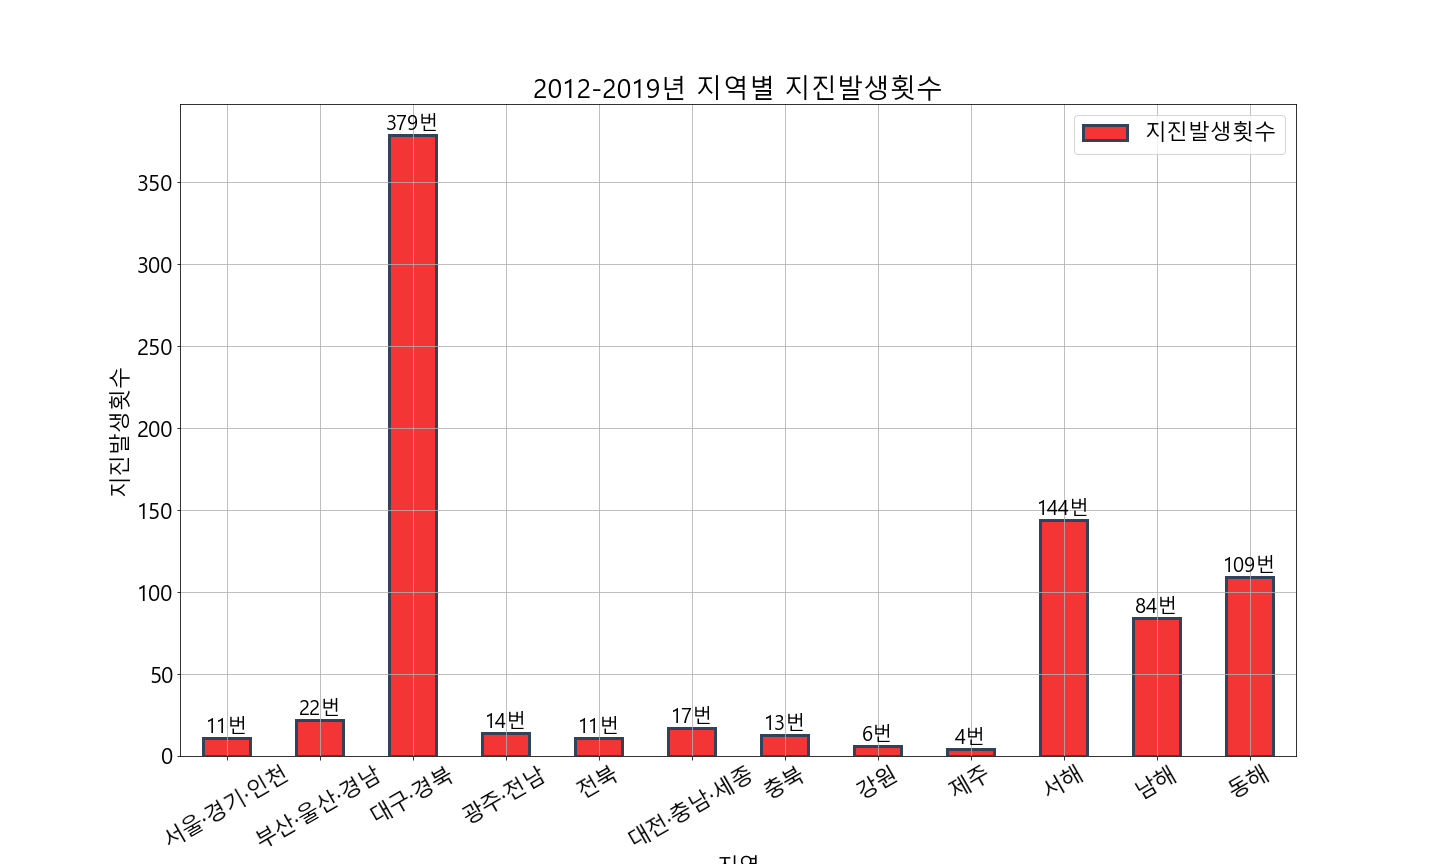 2012-2019년 지역별 지진발생횟수
지진발생횟수
지진발생횟수
350
300
250
200
150
100
50
0
379번
144번
109번
84번
22번
17번
14번
13번
11번
11번
6번
4번
서울·경기·인천
부산·울산·경남
대구·경북
광주·전남
전북
대전·충남·세종
충북
강원
제주
서해
남해
동해
지역